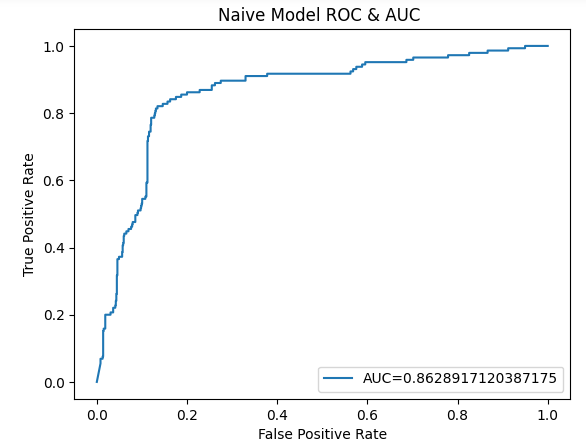 Naive Model ROC & AUC
1.0
0.8
0.6
0.4
0.2
0.0
True Positive Rate
AUC=0.8628917120387175
0.0 0.2 0.4 0.6 0.8 1.0
False Positive Rate